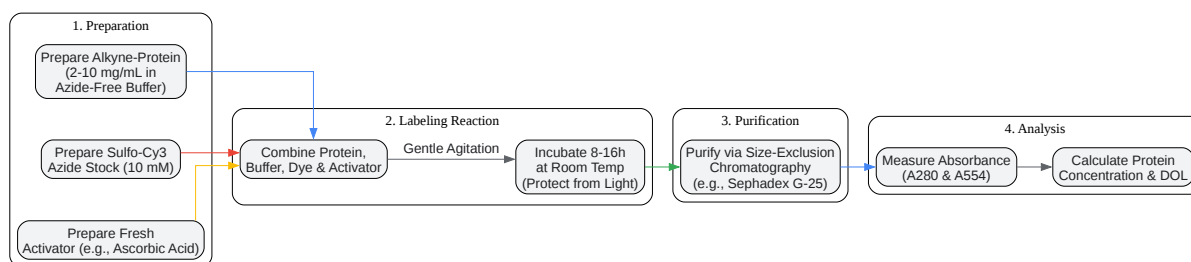 1. Preparation
Prepare Alkyne-Protein
(2-10 mg/mL in
Azide-Free Buffer)
Prepare Sulfo-Cy3
Azide Stock (10 mM)
Prepare Fresh
Activator (e.g., Ascorbic Acid)
2. Labeling Reaction
Combine Protein,
Buffer, Dye & Activator
Gentle Agitation
Incubate 8-16h
at Room Temp
(Protect from Light)
3. Purification
Purify via Size-Exclusion
Chromatography
(e.g., Sephadex G-25)
4. Analysis
Measure Absorbance
(A280 & A554)
Calculate Protein
Concentration & DOL